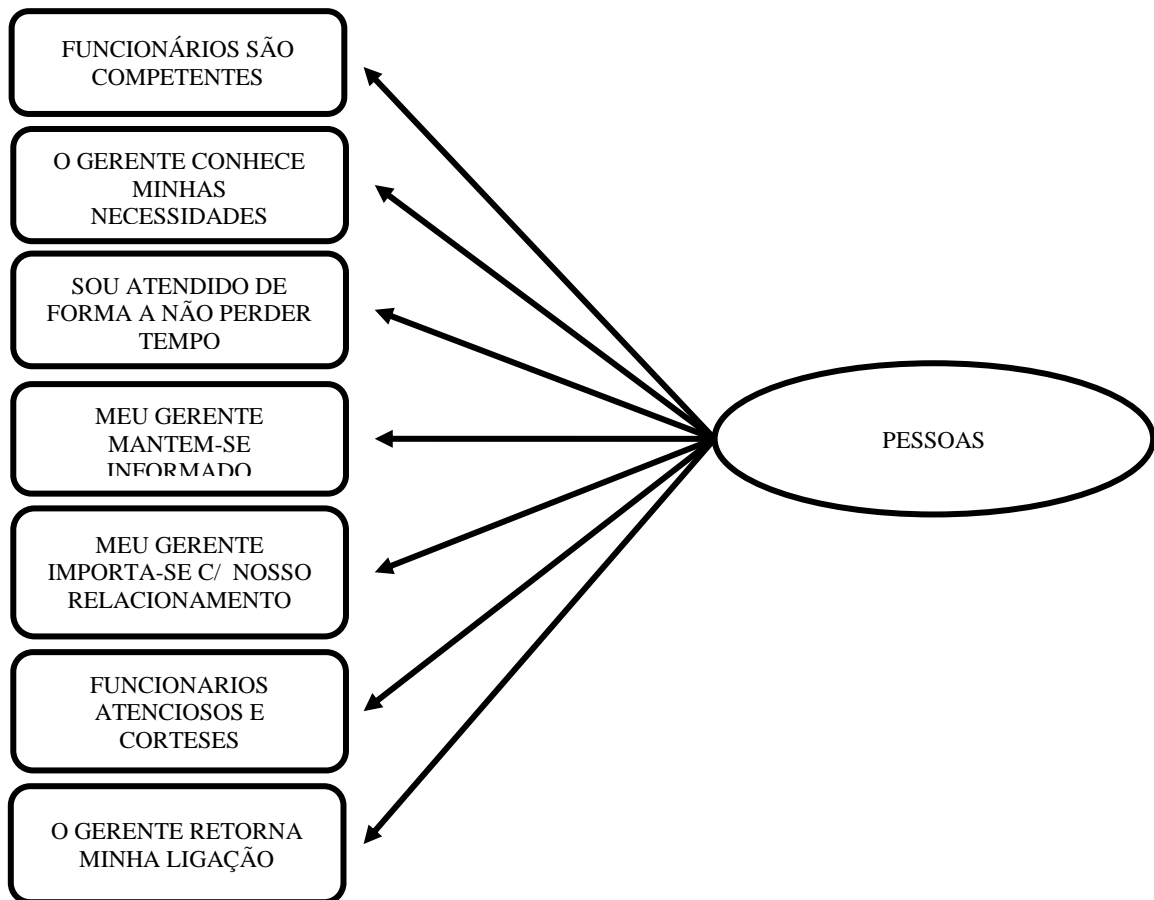 FUNCIONÁRIOS SÃO
COMPETENTES
O GERENTE CONHECE
MINHAS
NECESSIDADES
SOU ATENDIDO DE
FORMA A NÃO PERDER
TEMPO
MEU GERENTE
MANTEM-SE
INFORMADO
MEU GERENTE
IMPORTA-SE C/ NOSSO
RELACIONAMENTO
FUNCIONARIOS
ATENCIOSOS E
CORTESES
O GERENTE RETORNA
MINHA LIGAÇÃO
PESSOAS